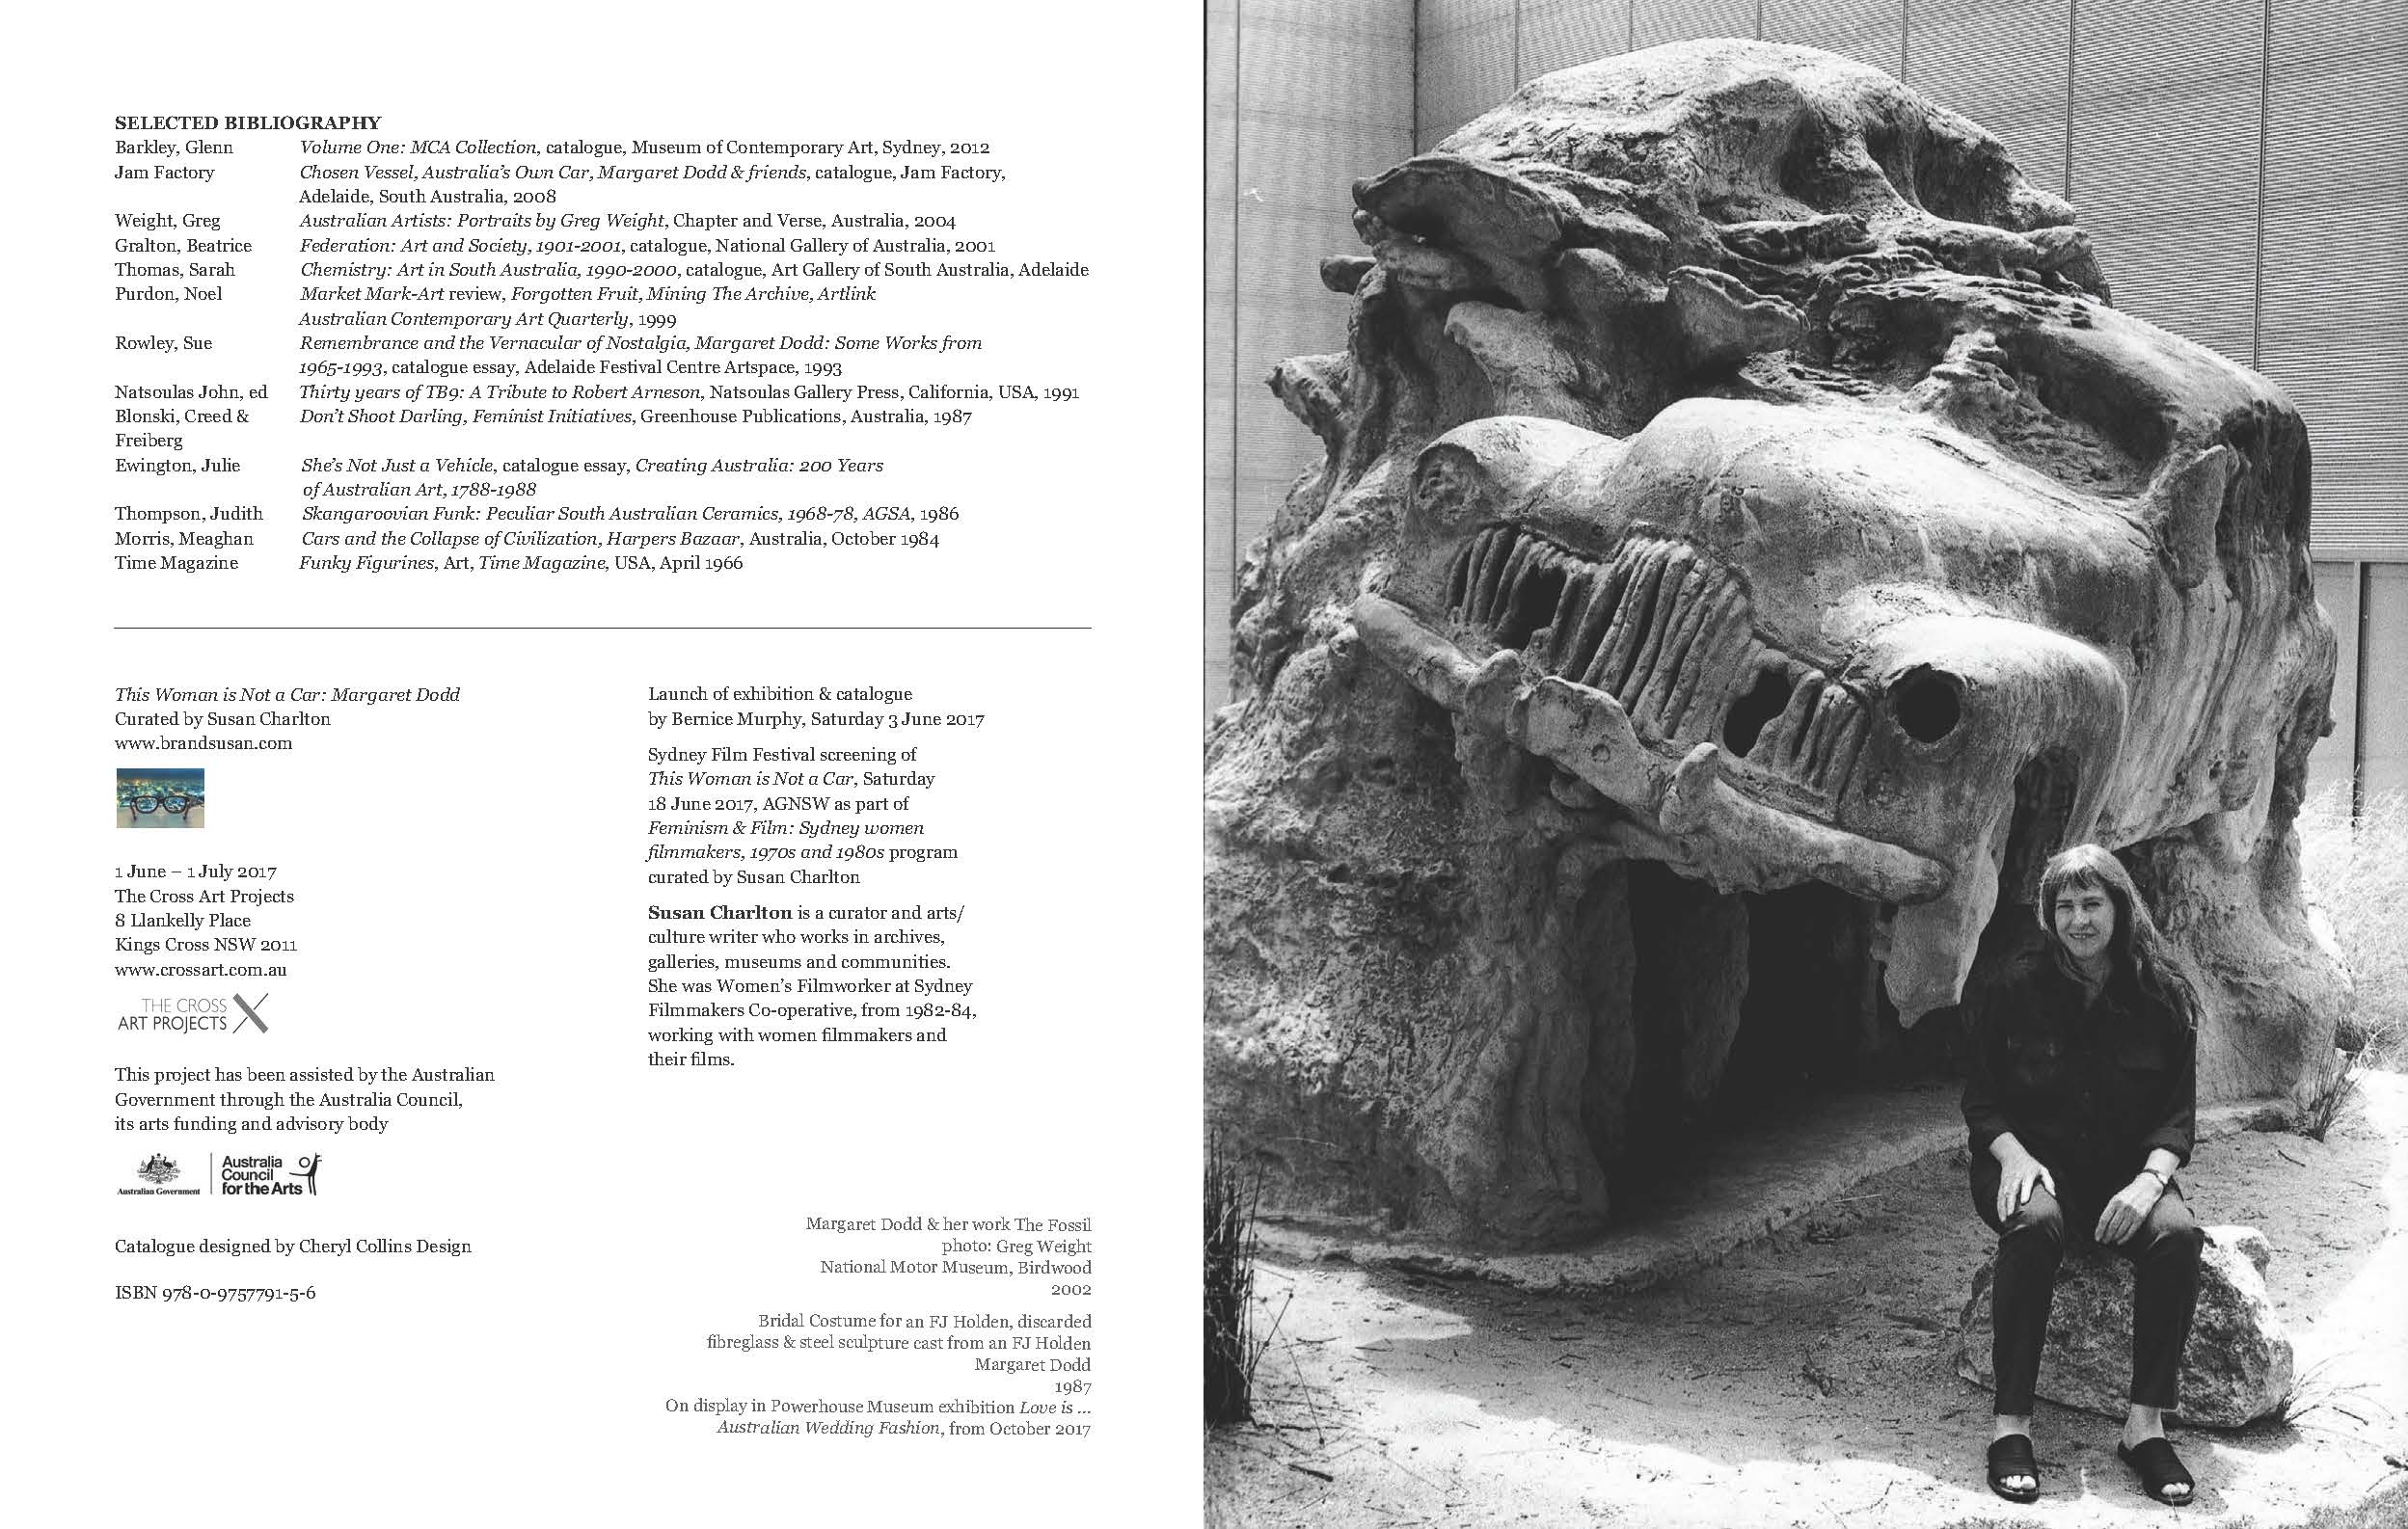 SELECTED BIBLIOGRAPHY
Barkley, Glenn Volume One: MCA Collection, catalogue, Museum of Contemporary Art, Sydney, 2012
Jam Factory Chosen Vessel, Australia's Own Car, Margaret Dodd & friends, catalogue, Jam Factory,
Adelaide, South Australia, 2008
Weight, Greg Australian Artists: Portraits by Greg Weight, Chapter and Verse, Australia, 2004
Gralton, Beatrice Federation: Art and Society, 1901-2001, catalogue, National Gallery of Australia, 2001
Thomas, Sarah Chemistry: Art in South Australia, 1990-2000, catalogue, Art Gallery of South Australia, Adelaide
Purdon, Noel Market Mark-Art review, Forgotten Fruit, Mining The Archive, Artlink
Australian Contemporary Art Quarterly, 1999
Rowley, Sue Remembrance and the Vernacular of Nostalgia, Margaret Dodd: Some Works from
1965-1993, catalogue essay, Adelaide Festival Centre Artspace, 1993
Natsoulas John, ed Thirty years of TB9: A Tribute to Robert Arneson, Natsoulas Gallery Press, California, USA, 1991
Blonski, Creed & Don't Shoot Darling, Feminist Initiatives, Greenhouse Publications, Australia, 1987
Freiberg
Ewington, Julie She's Not Just a Vehicle, catalogue essay, Creating Australia: 200 Years
of Australian Art, 1788-1988
Thompson, Judith Skangaroovian Funk: Peculiar South Australian Ceramics, 1968-78, AGSA, 1986
Morris, Meaghan Cars and the Collapse of Civilization, Harpers Bazaar, Australia, October 1984
Time Magazine Funky Figurines, Art, Time Magazine, USA, April 1966
This Woman is Not a Car: Margaret Dodd
Curated by Susan Charlton
www.brandsusan.com
1 June – 1 July 2017
The Cross Art Projects
8 Llankelly Place
Kings Cross NSW 2011
www.crossart.com.au
THE CROSS
ART PROJECTS
This project has been assisted by the Australian
Government through the Australia Council,
its arts funding and advisory body
Australian Government
Australia
Council
for the Arts
Catalogue designed by Cheryl Collins Design
ISBN 978-0-9757791-5-6
Launch of exhibition & catalogue
by Bernice Murphy, Saturday 3 June 2017
Sydney Film Festival screening of
This Woman is Not a Car, Saturday
18 June 2017, AGNSW as part of
Feminism & Film: Sydney women
filmmakers, 1970s and 1980s program
curated by Susan Charlton
Susan Charlton is a curator and arts/
culture writer who works in archives,
galleries, museums and communities.
She was Women's Filmworker at Sydney
Filmmakers Co-operative, from 1982-84,
working with women filmmakers and
their films.
Margaret Dodd & her work The Fossil
photo: Greg Weight
National Motor Museum, Birdwood
2002
Bridal Costume for an FJ Holden, discarded
fibreglass & steel sculpture cast from an FJ Holden
Margaret Dodd
1987
On display in Powerhouse Museum exhibition Love is ...
Australian Wedding Fashion, from October 2017